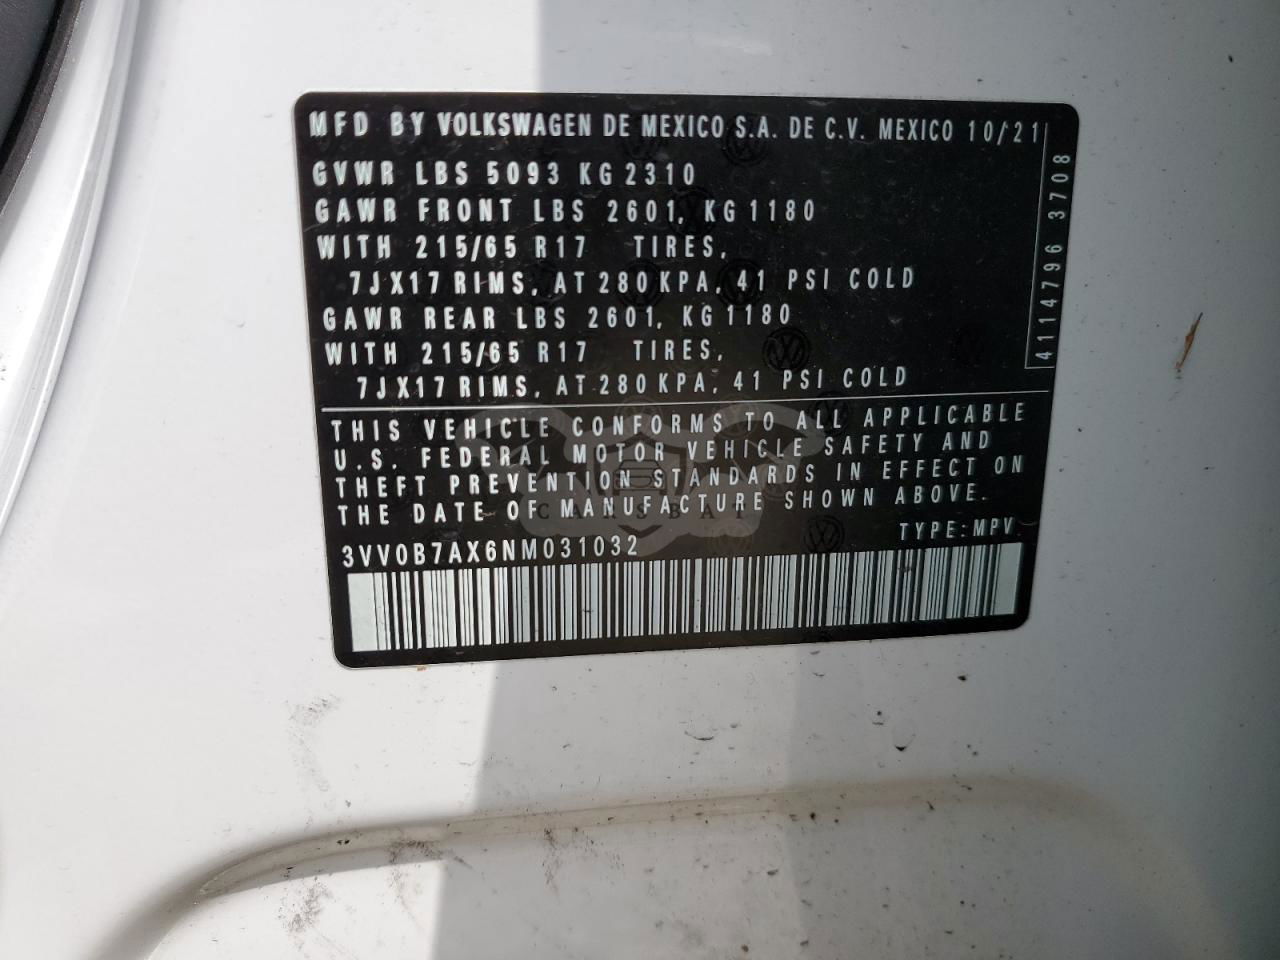 MFD BY VOLKSWAGEN DE MEXICO S.A. DE C.V. MEXICO 10/21
GVWR LBS 5093 KG 2310
GAWR FRONT LBS 2601, KG 1180
WITH 215/65 R17 TIRES,
7JX17 RIMS, AT 280 KPA, 41 PSI COLD
GAWR REAR LBS 2601, KG 1180
WITH 215/65 R17 TIRES,
7JX17 RIMS, AT 280 KPA, 41 PSI COLD
4114796 3708
THIS VEHICLE CONFORMS TO ALL APPLICABLE
U.S. FEDERAL MOTOR VEHICLE SAFETY AND
THEFT PREVENTION STANDARDS IN EFFECT ON
THE DATE OF MANUFACTURE SHOWN ABOVE.
CARSBAT
TYPE:MPV
3VV0B7AX6NM031032